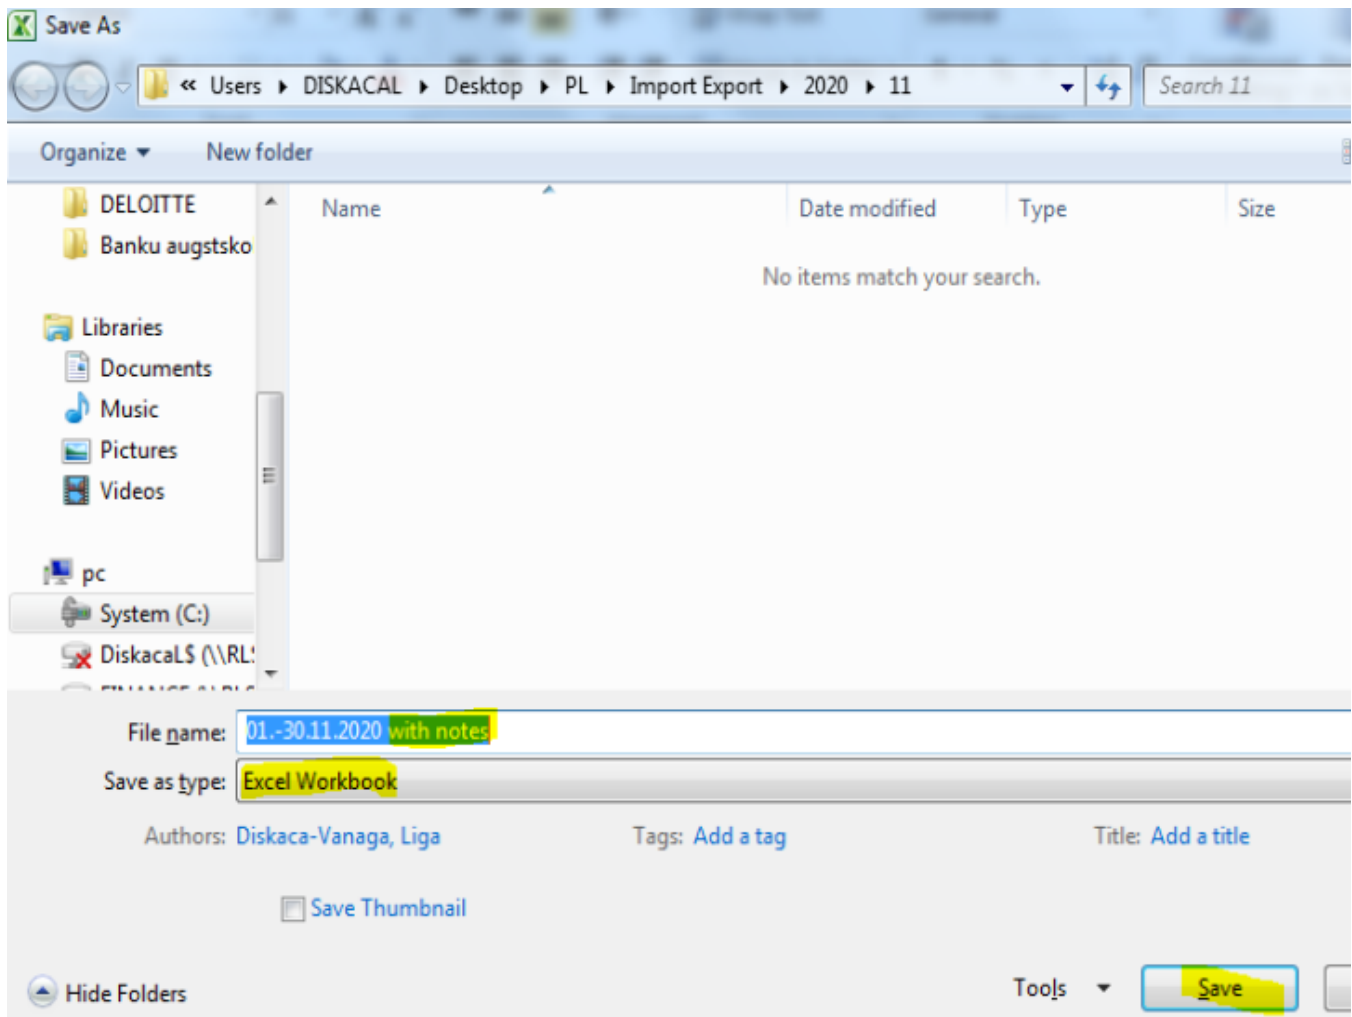 Save As
« Users ▸ DISKACAL ▸ Desktop ▸ PL ▸ Import Export ▸ 2020 ▸ 11
Search 11
Organize ▾ New folder
DELOITTE
Banku augstsko
Libraries
Documents
Music
Pictures
Videos
pc
System (C:)
DiskacaL$ (\\RL
Name Date modified Type Size
No items match your search.
File name: 01.-30.11.2020 with notes
Save as type: Excel Workbook
Authors: Diskaca-Vanaga, Liga Tags: Add a tag Title: Add a title
Save Thumbnail
Hide Folders Tools ▾ Save